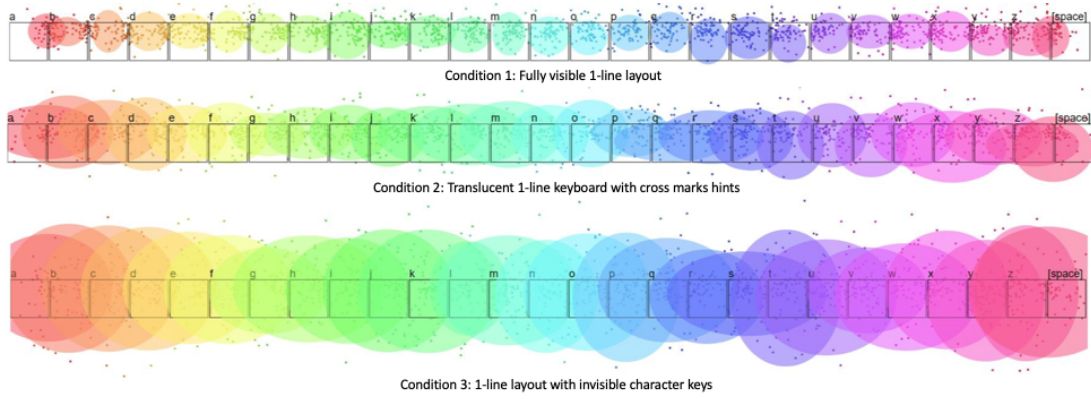 a b c d e f g h i j k l m n o p q r s t u v w x y z [space]
Condition 1: Fully visible 1-line layout
a b c d e f g h i j k l m n o p q r s t u v w x y z [space]
Condition 2: Translucent 1-line keyboard with cross marks hints
a b c d e f g h i j k l m n o p q r s t u v w x y z [space]
Condition 3: 1-line layout with invisible character keys